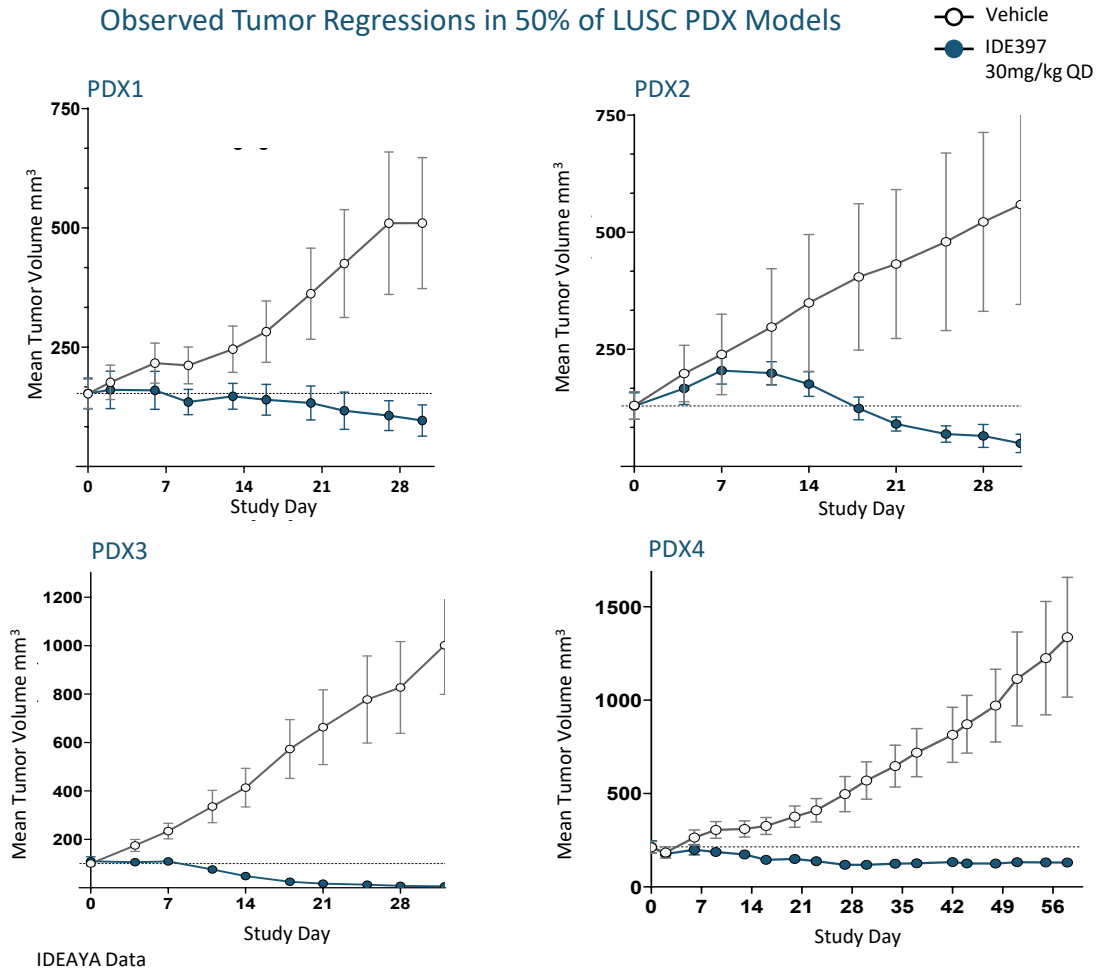 Observed Tumor Regressions in 50% of LUSC PDX Models
Vehicle
IDE397
30mg/kg QD
PDX1
Mean Tumor Volume mm³
750
500
250
0 7 14 21 28
Study Day
PDX2
Mean Tumor Volume mm³
750
500
250
0 7 14 21 28
Study Day
PDX3
Mean Tumor Volume mm³
1200
1000
800
600
400
200
0 7 14 21 28
Study Day
PDX4
Mean Tumor Volume mm³
1500
1000
500
0
0 7 14 21 28 35 42 49 56
Study Day
IDEAYA Data